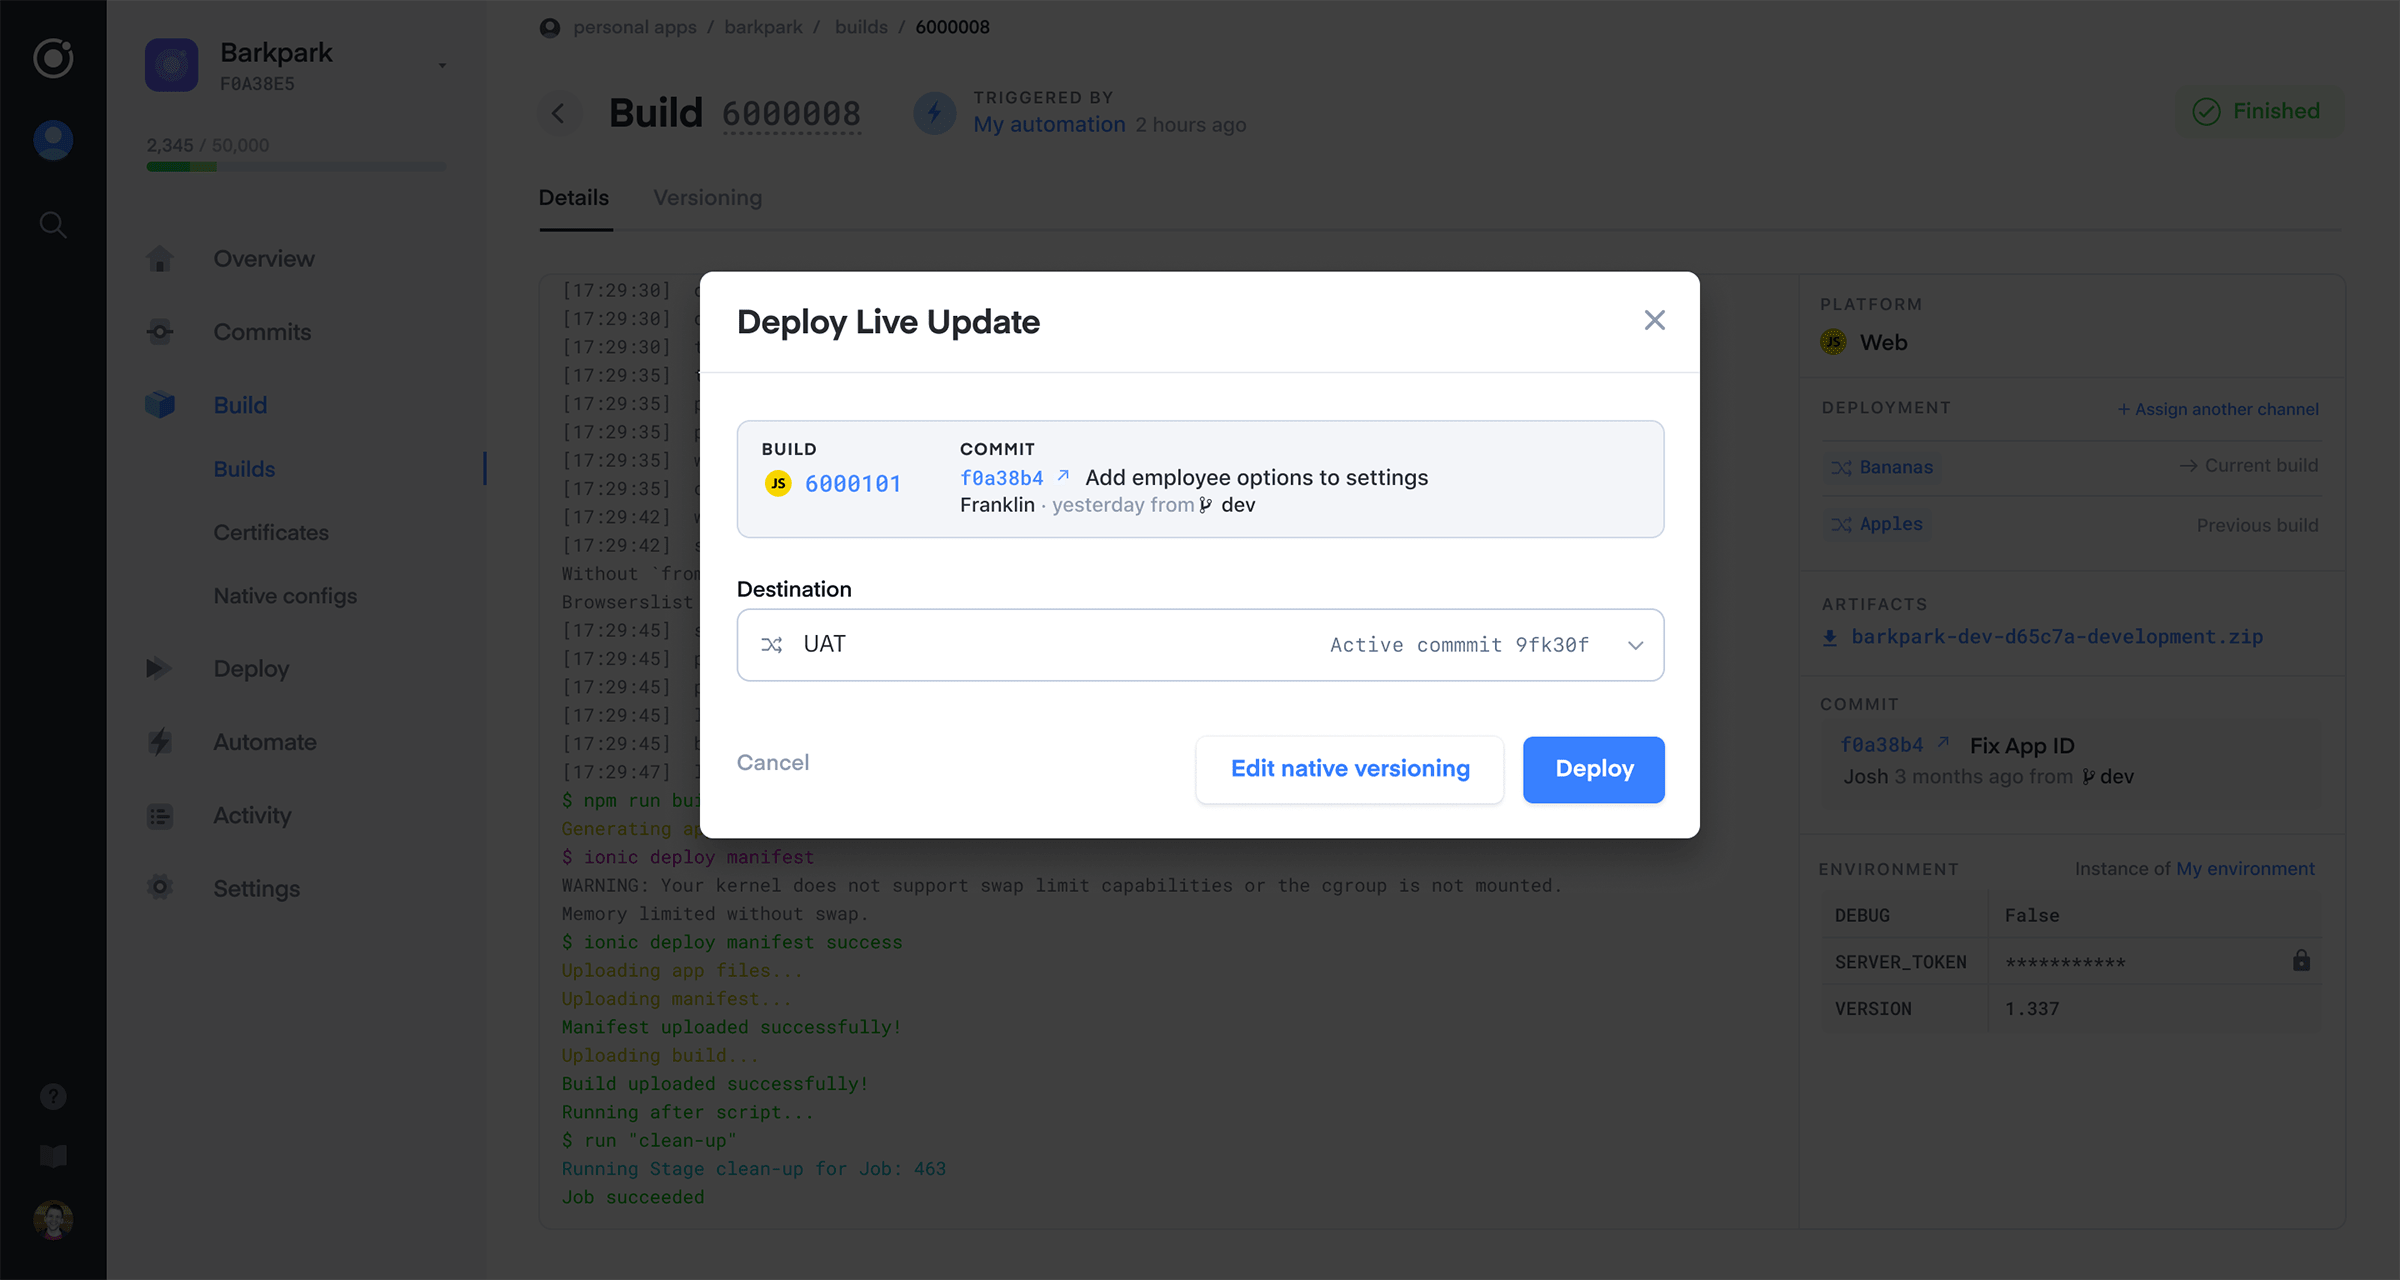 personal apps / barkpark / builds / 6000008
Barkpark
F0A38E5
2,345 / 50,000
Build 6000008
TRIGGERED BY
My automation 2 hours ago
Finished
Details
Versioning
Overview
Commits
Build
Builds
Certificates
Native configs
Deploy
Automate
Activity
Settings
[17:29:30]
[17:29:30]
[17:29:30]
[17:29:35]
[17:29:35]
[17:29:35]
[17:29:35]
[17:29:35]
[17:29:42]
[17:29:42]
Without `from
Browserslist
[17:29:45]
[17:29:45]
[17:29:45]
[17:29:45]
[17:29:45]
[17:29:47]
$ npm run bui
Generating ap
$ ionic deploy manifest
WARNING: Your kernel does not support swap limit capabilities or the cgroup is not mounted.
Memory limited without swap.
$ ionic deploy manifest success
Uploading app files...
Uploading manifest...
Manifest uploaded successfully!
Uploading build...
Build uploaded successfully!
Running after script...
$ run "clean-up"
Running Stage clean-up for Job: 463
Job succeeded
Deploy Live Update
BUILD
JS 6000101
COMMIT
f0a38b4 Add employee options to settings
Franklin · yesterday from dev
Destination
UAT
Active commmit 9fk30f
Cancel
Edit native versioning
Deploy
PLATFORM
JS Web
DEPLOYMENT
+ Assign another channel
Bananas
→ Current build
Apples
Previous build
ARTIFACTS
barkpark-dev-d65c7a-development.zip
COMMIT
f0a38b4 Fix App ID
Josh 3 months ago from dev
ENVIRONMENT
Instance of My environment
DEBUG False
SERVER_TOKEN ***********
VERSION 1.337
?